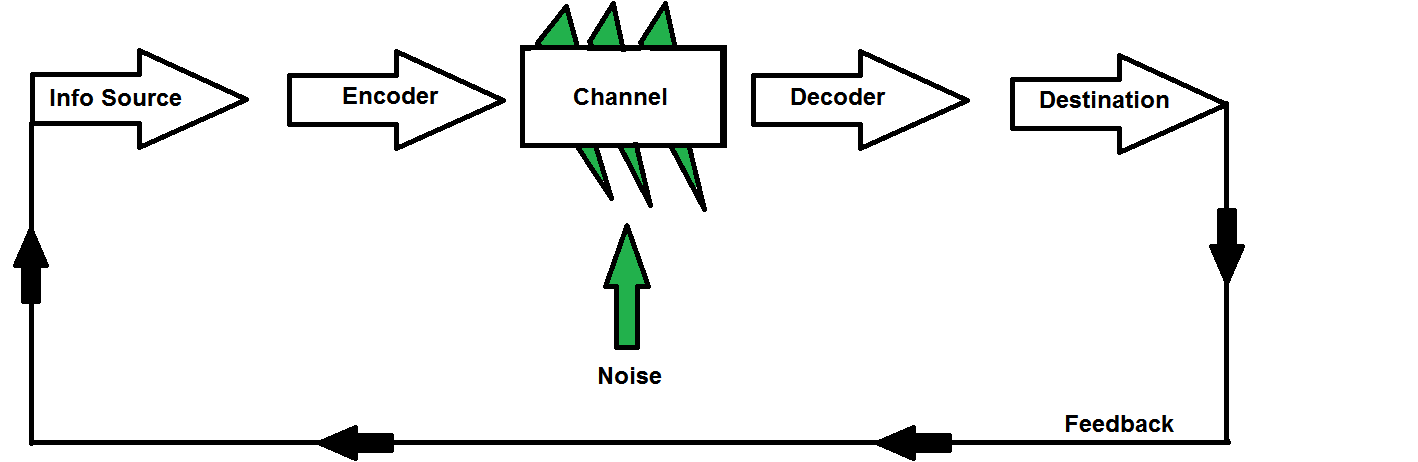 Info Source
Encoder
Channel
Decoder
Destination
Noise
Feedback